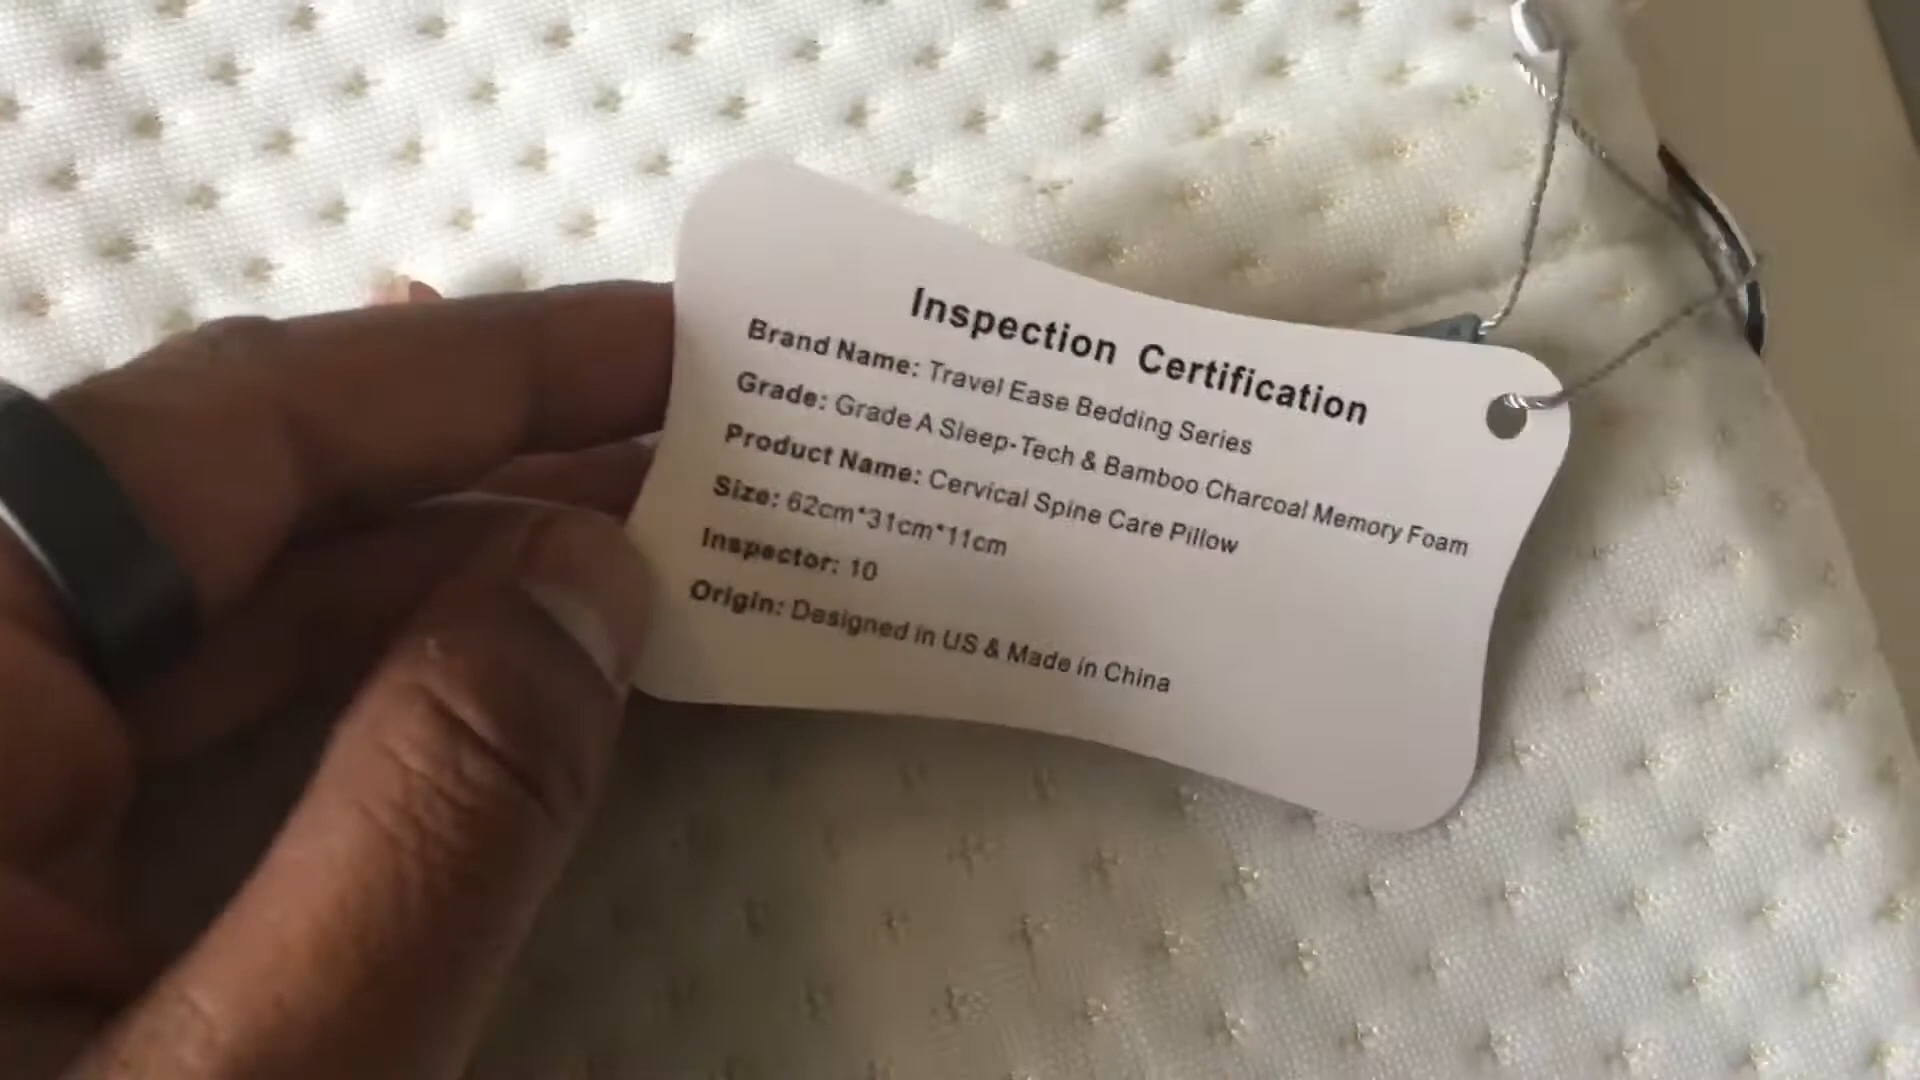 Inspection Certification
Brand Name: Travel Ease Bedding Series
Grade: Grade A Sleep-Tech & Bamboo Charcoal Memory Foam
Product Name: Cervical Spine Care Pillow
Size: 62cm*31cm*11cm
Inspector: 10
Origin: Designed in US & Made in China